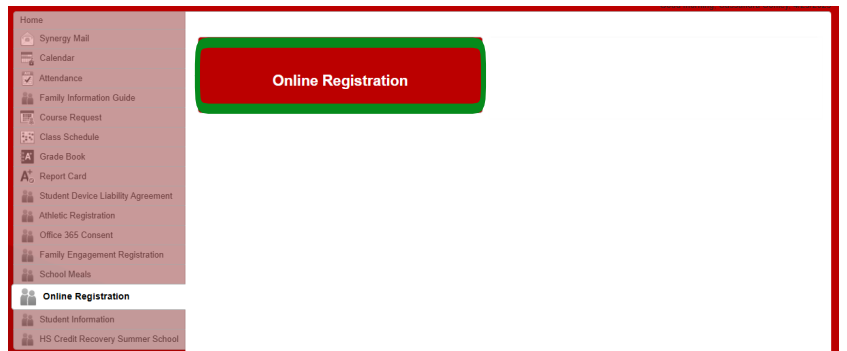 Home
Synergy Mail
Calendar
Attendance
Family Information Guide
Course Request
Class Schedule
Grade Book
Report Card
Student Device Liability Agreement
Athletic Registration
Office 365 Consent
Family Engagement Registration
School Meals
Online Registration
Student Information
HS Credit Recovery Summer School
Online Registration